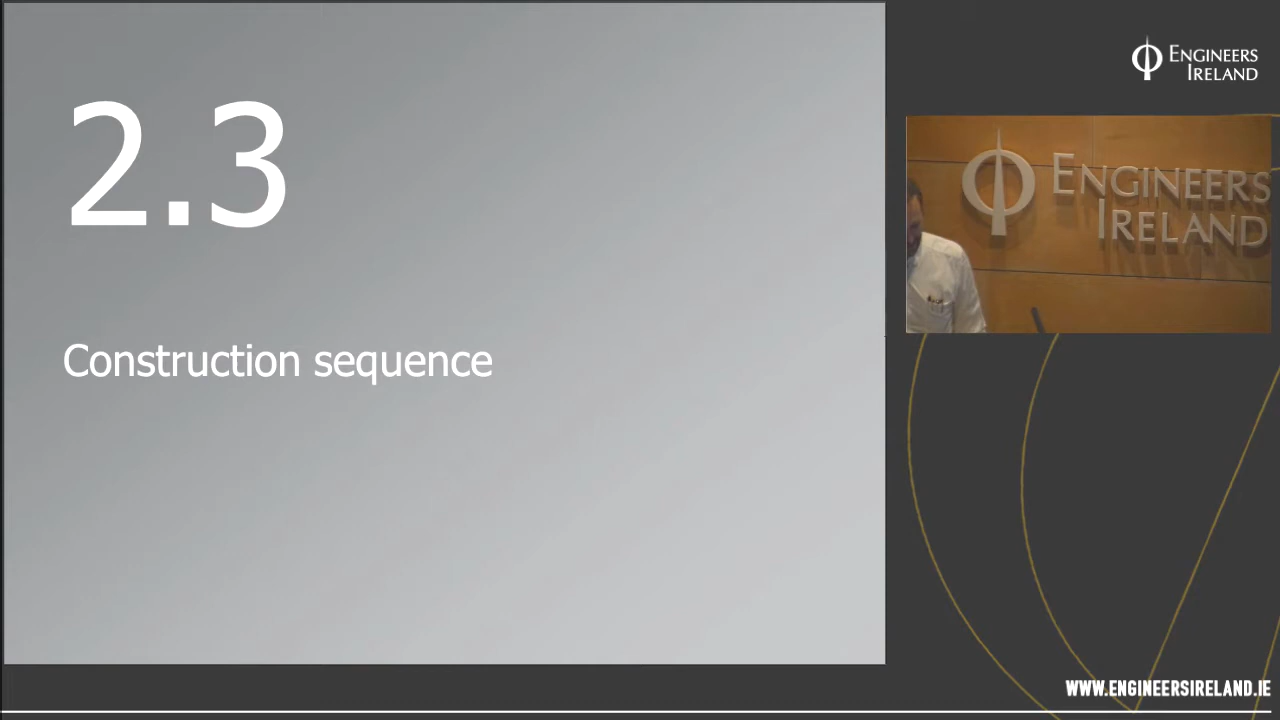 2.3
Construction sequence
ENGINEERS
IRELAND
ENGINEERS
IRELAND
WWW.ENGINEERSIRELAND.IE